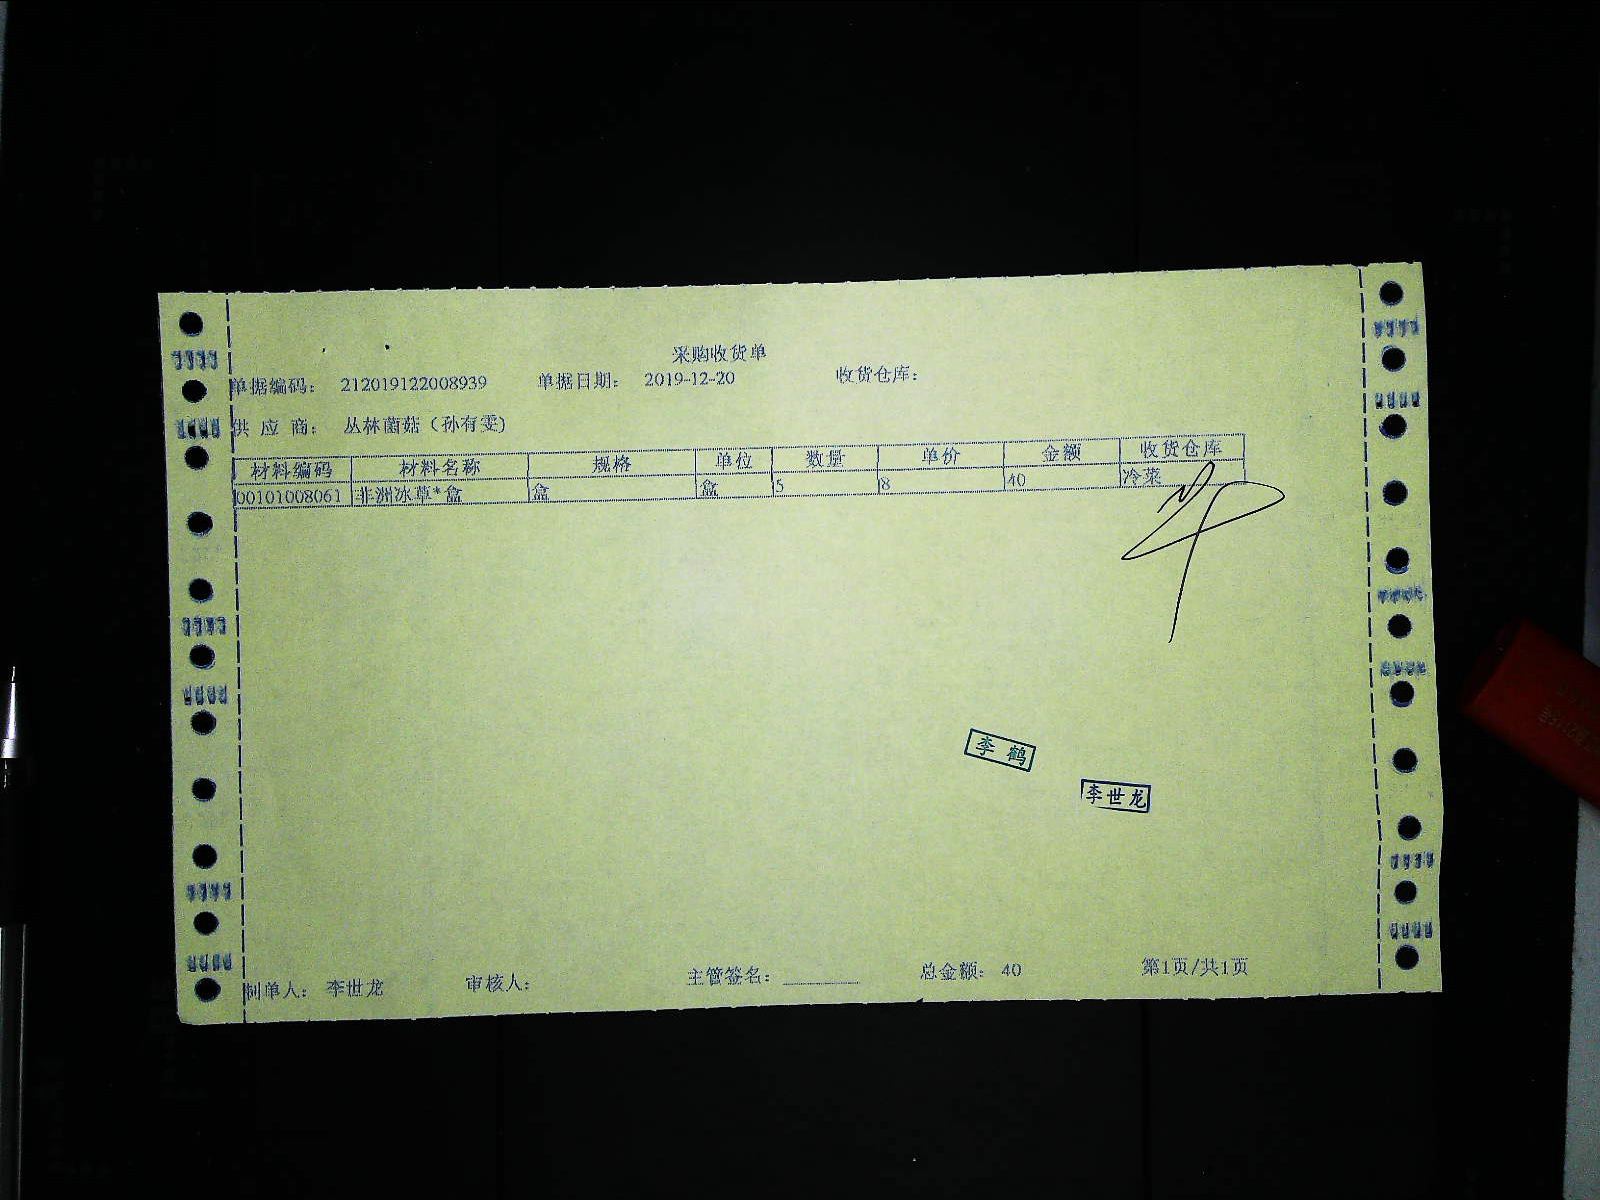 采购收货单
单据编码： 212019122008939 单据日期： 2019-12-20 收货仓库：
供 应 商： 丛林菌菇（孙有雯)
材料编码 材料名称 规格 单位 数量 单价 金额 收货仓库
00101008061 非洲冰草*盒 盒 盒 5 8 40 冷菜
李 鹤
李世龙
制单人： 李世龙 审核人： 主管签名： ________ 总金额： 40 第1页/共1页